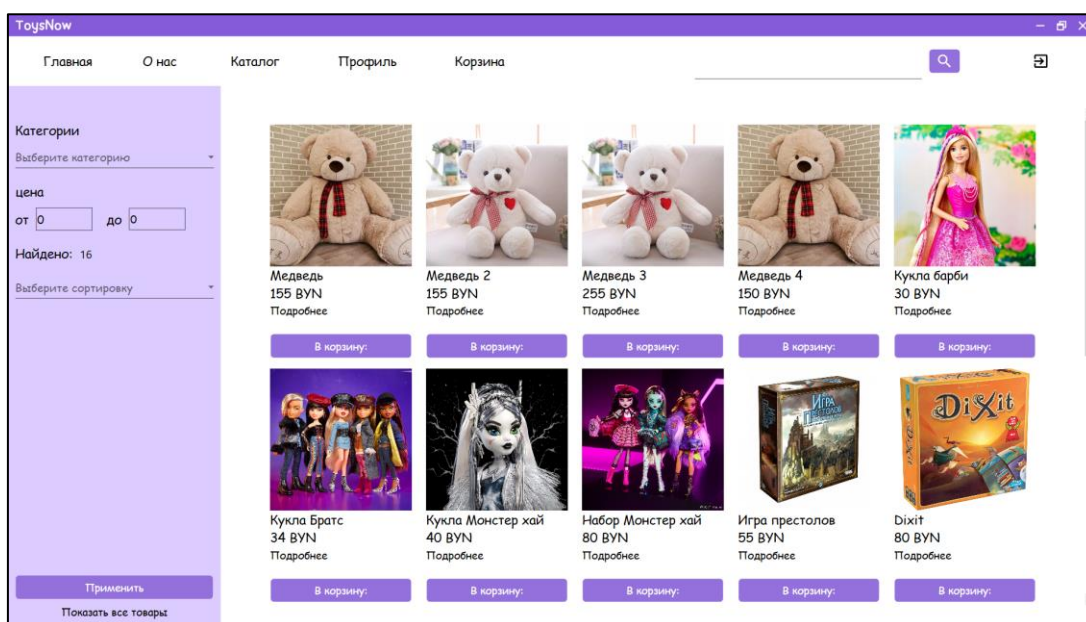 ToysNow
Главная О нас Каталог Профиль Корзина
Категории
Выберите категорию
цена
от 0 до 0
Найдено: 16
Выберите сортировку
Применить
Показать все товары
Медведь Медведь 2 Медведь 3 Медведь 4 Кукла барби
155 BYN 155 BYN 255 BYN 150 BYN 30 BYN
Подробнее Подробнее Подробнее Подробнее Подробнее
В корзину: В корзину: В корзину: В корзину: В корзину:
ИГРА
ПРЕСТОЛОВ
DiXit
DiXit
Кукла Братс Кукла Монстер хай Набор Монстер хай Игра престолов Dixit
34 BYN 40 BYN 80 BYN 55 BYN 80 BYN
Подробнее Подробнее Подробнее Подробнее Подробнее
В корзину: В корзину: В корзину: В корзину: В корзину: